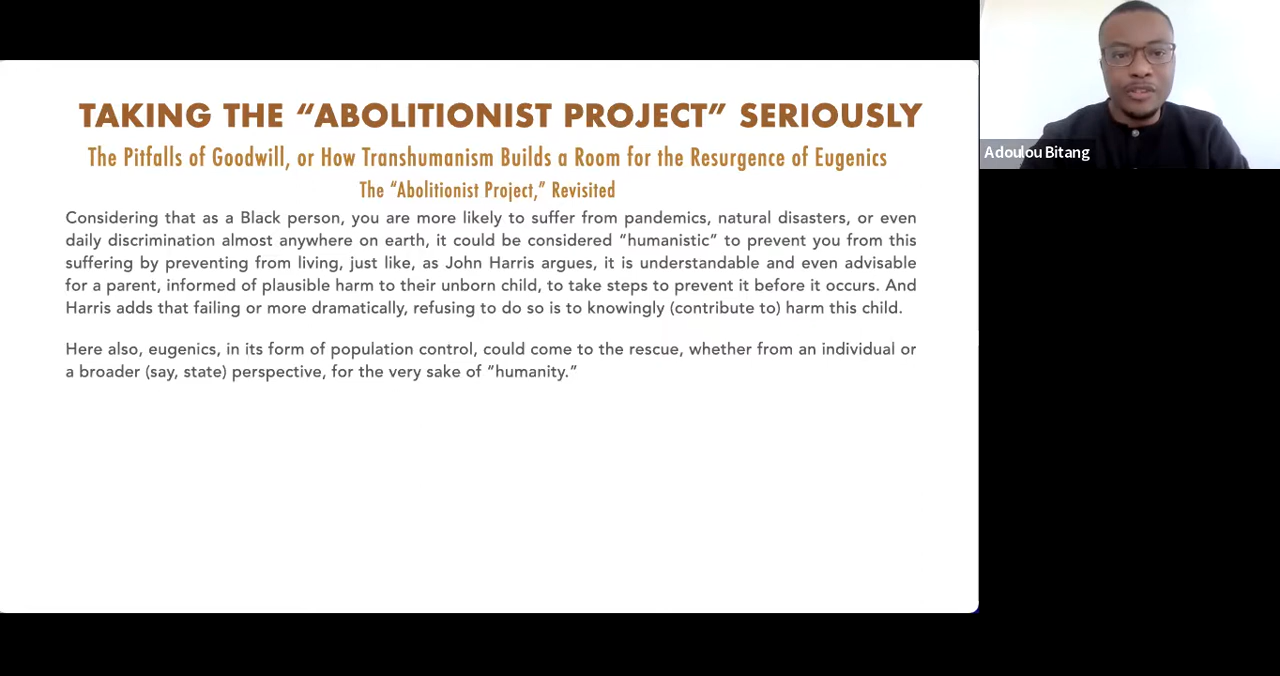 TAKING THE “ABOLITIONIST PROJECT” SERIOUSLY
The Pitfalls of Goodwill, or How Transhumanism Builds a Room for the Resurgence of Eugenics
The “Abolitionist Project,” Revisited
Considering that as a Black person, you are more likely to suffer from pandemics, natural disasters, or even
daily discrimination almost anywhere on earth, it could be considered “humanistic” to prevent you from this
suffering by preventing from living, just like, as John Harris argues, it is understandable and even advisable
for a parent, informed of plausible harm to their unborn child, to take steps to prevent it before it occurs. And
Harris adds that failing or more dramatically, refusing to do so is to knowingly (contribute to) harm this child.
Here also, eugenics, in its form of population control, could come to the rescue, whether from an individual or
a broader (say, state) perspective, for the very sake of “humanity.”
Adoulou Bitang